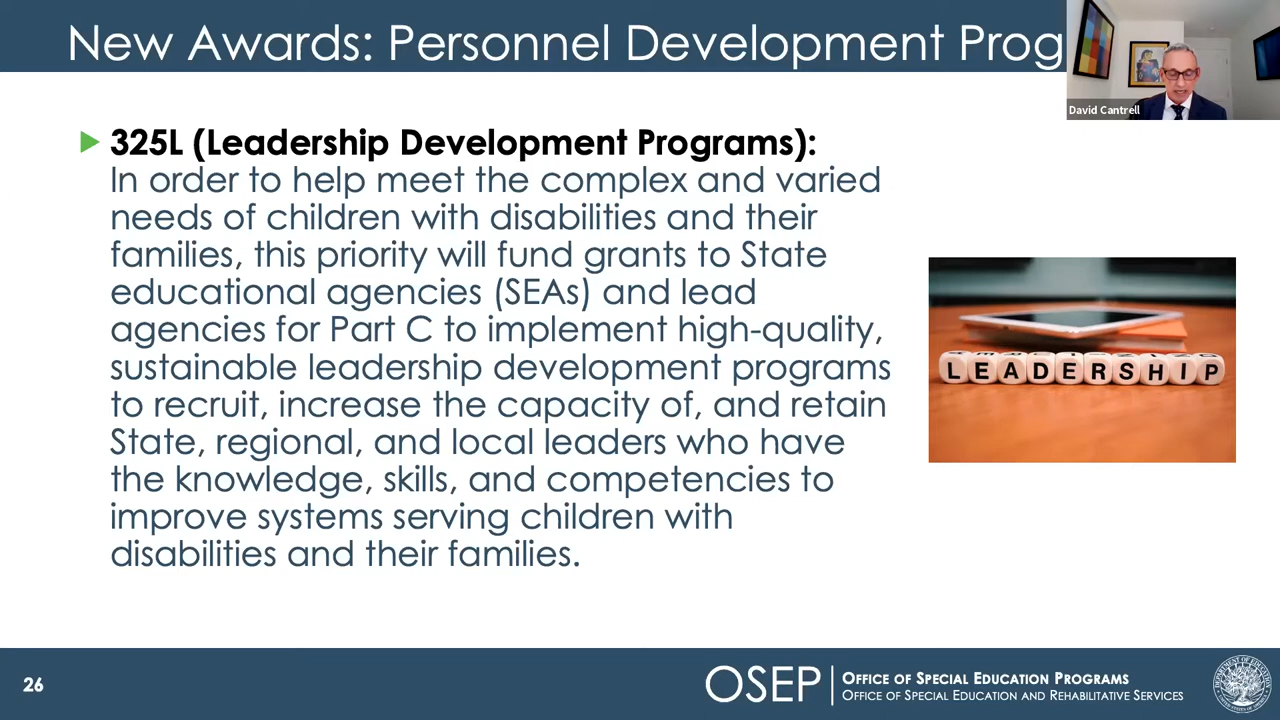 New Awards: Personnel Development Prog
David Cantrell
325L (Leadership Development Programs):
In order to help meet the complex and varied
needs of children with disabilities and their
families, this priority will fund grants to State
educational agencies (SEAs) and lead
agencies for Part C to implement high-quality,
sustainable leadership development programs
to recruit, increase the capacity of, and retain
State, regional, and local leaders who have
the knowledge, skills, and competencies to
improve systems serving children with
disabilities and their families.
LEADERSHIP
26
OSEP
OFFICE OF SPECIAL EDUCATION PROGRAMS
OFFICE OF SPECIAL EDUCATION AND REHABILITATIVE SERVICES